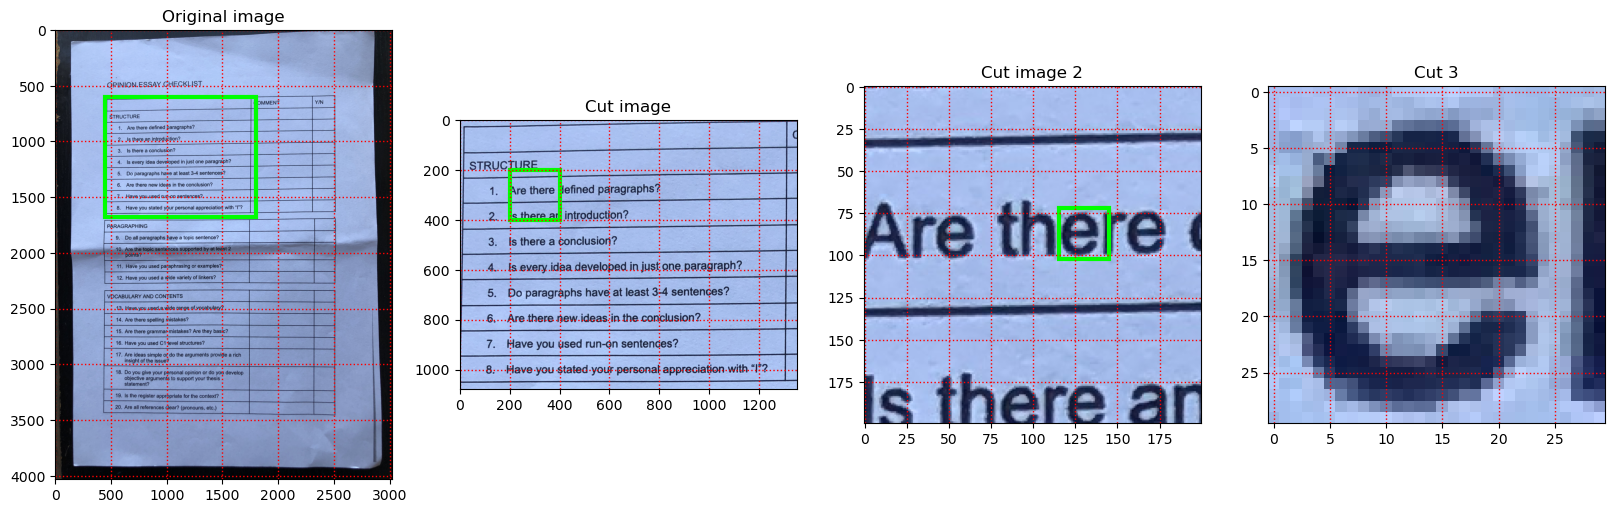 Original image
0
500
1000
1500
2000
2500
3000
3500
4000
0 500 1000 1500 2000 2500 3000
OPINION ESSAY CHECKLIST
COMMENT Y/N
STRUCTURE
1. Are there defined paragraphs?
2. Is there an introduction?
3. Is there a conclusion?
4. Is every idea developed in just one paragraph?
5. Do paragraphs have at least 3-4 sentences?
6. Are there new ideas in the conclusion?
7. Have you used run-on sentences?
8. Have you stated your personal appreciation with "I"?
PARAGRAPHING
9. Do all paragraphs have a topic sentence?
10. Are the topic sentences supported by at least 2
points?
11. Have you used paraphrasing or examples?
12. Have you used a wide variety of linkers?
VOCABULARY AND CONTENTS
13. Have you used a wide range of vocabulary?
14. Are there spelling mistakes?
15. Are there grammar mistakes? Are they basic?
16. Have you used C1 level structures?
17. Are ideas simple or do the arguments provide a rich
insight of the issue?
18. Do you give your personal opinion or do you develop
objective arguments to support your thesis
statement?
19. Is the register appropriate for the context?
20. Are all references clear? (pronouns, etc.)
Cut image
0
200
400
600
800
1000
0 200 400 600 800 1000 1200
C
STRUCTURE
1. Are there defined paragraphs?
2. Is there an introduction?
3. Is there a conclusion?
4. Is every idea developed in just one paragraph?
5. Do paragraphs have at least 3-4 sentences?
6. Are there new ideas in the conclusion?
7. Have you used run-on sentences?
8. Have you stated your personal appreciation with "I"?
Cut image 2
0
25
50
75
100
125
150
175
0 25 50 75 100 125 150 175
Are there d
Is there an
Cut 3
0
5
10
15
20
25
0 5 10 15 20 25
e